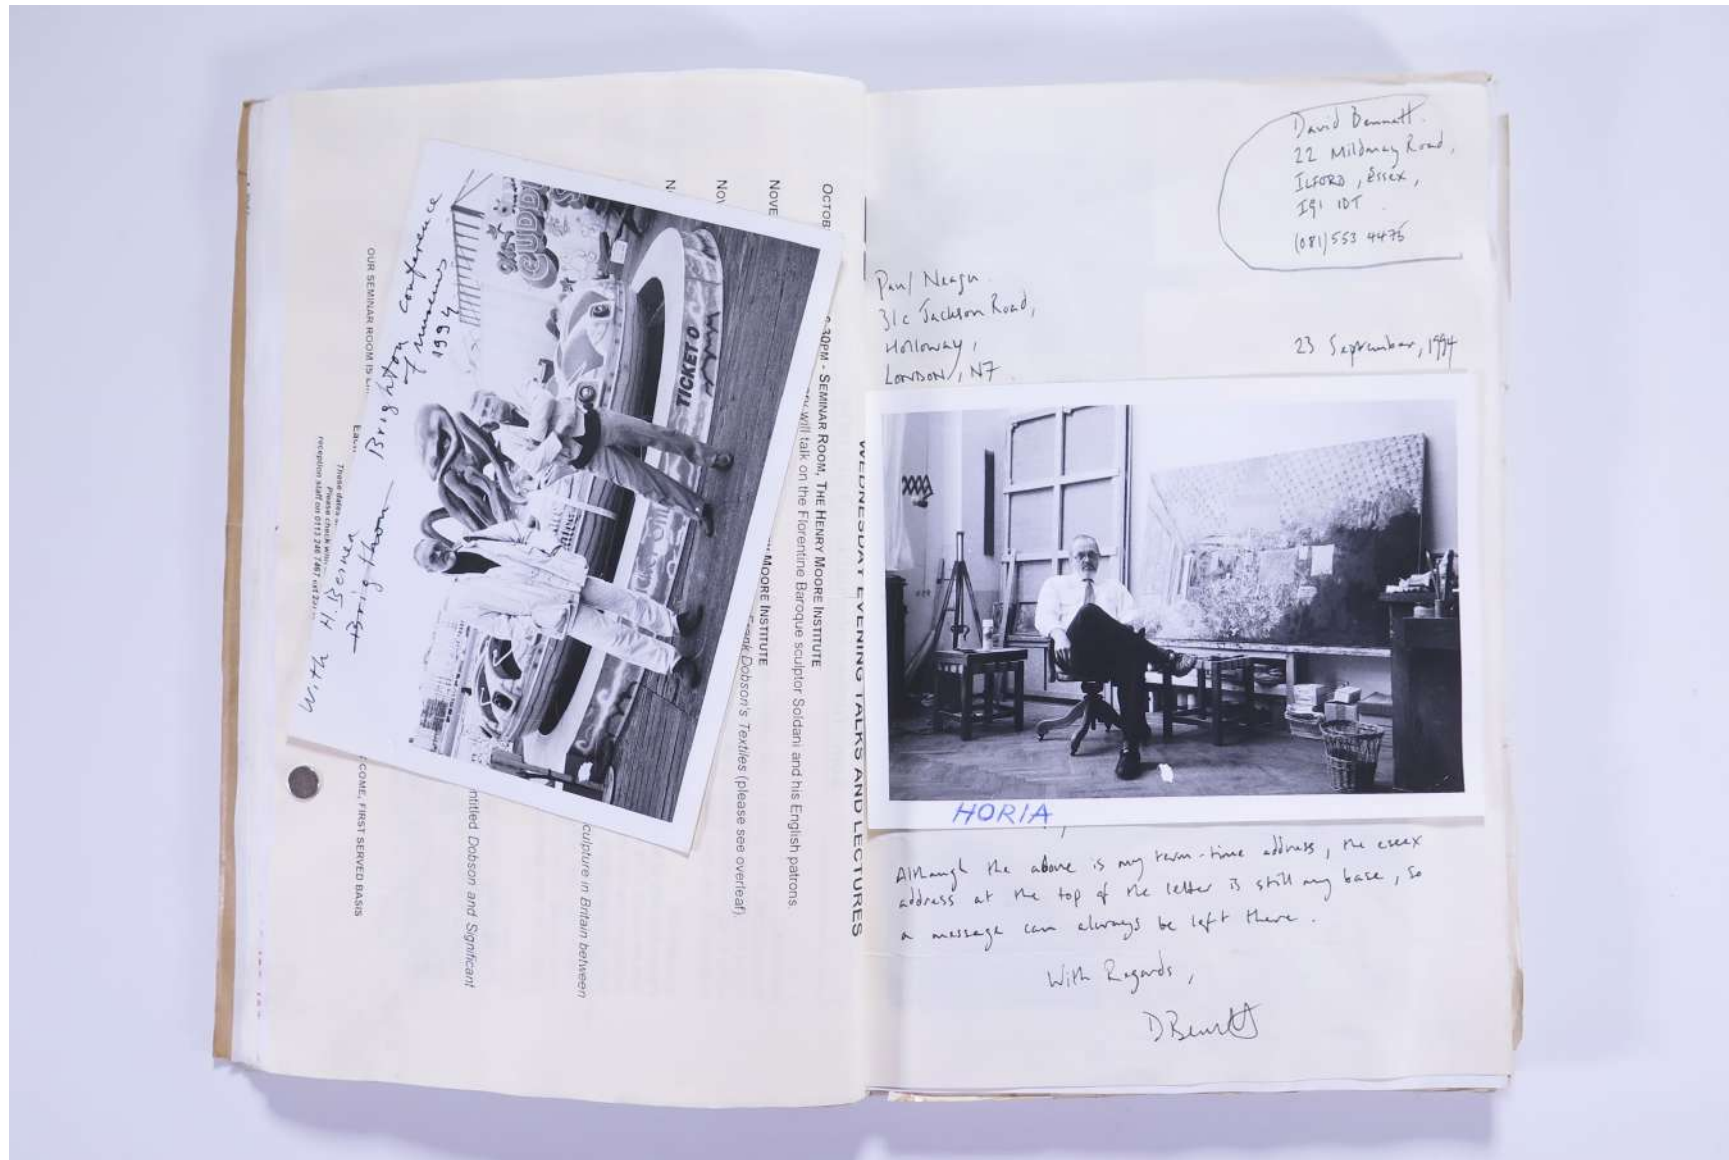 With H Bernea
Brighton — Brighton conference
of museums
1994
CUDDL
TICKET O
WEDNESDAY EVENING TALKS AND LECTURES
OCTOB
30PM - SEMINAR ROOM, THE HENRY MOORE INSTITUTE
will talk on the Florentine Baroque sculptor Soldani and his English patrons.
NOVE
MOORE INSTITUTE
Frank Dobson's Textiles (please see overleaf).
NOV
N
culpture in Britain between
ntitled Dobson and Significant
OUR SEMINAR ROOM IS
COME, FIRST SERVED BASIS
These dates
Please check with
reception staff on 0113 246 7467
David Bennett.
22 Mildmay Road,
ILFORD, Essex,
IG1 1DT
(081) 553 4475
Paul Neagu
31c Jackson Road,
Holloway,
LONDON, N7
23 September, 1994
HORIA
Although the above is my term-time address, the essex
address at the top of the letter is still my base, so
a message can always be left there.
With Regards,
D Bennett